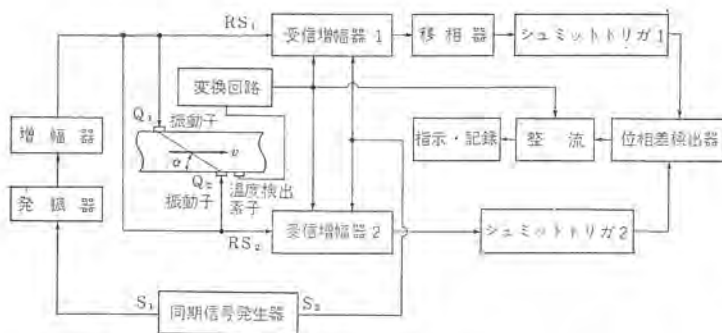 RS₁
受信増幅器 1
移相器
シュミットトリガ 1
変換回路
Q₁
振動子
増幅器
指示・記録
整流
位相差検出器
α
v
Q₂
振動子
温度検出
素子
発振器
RS₂
受信増幅器 2
シュミットトリガ 2
S₁
同期信号発生器
S₂